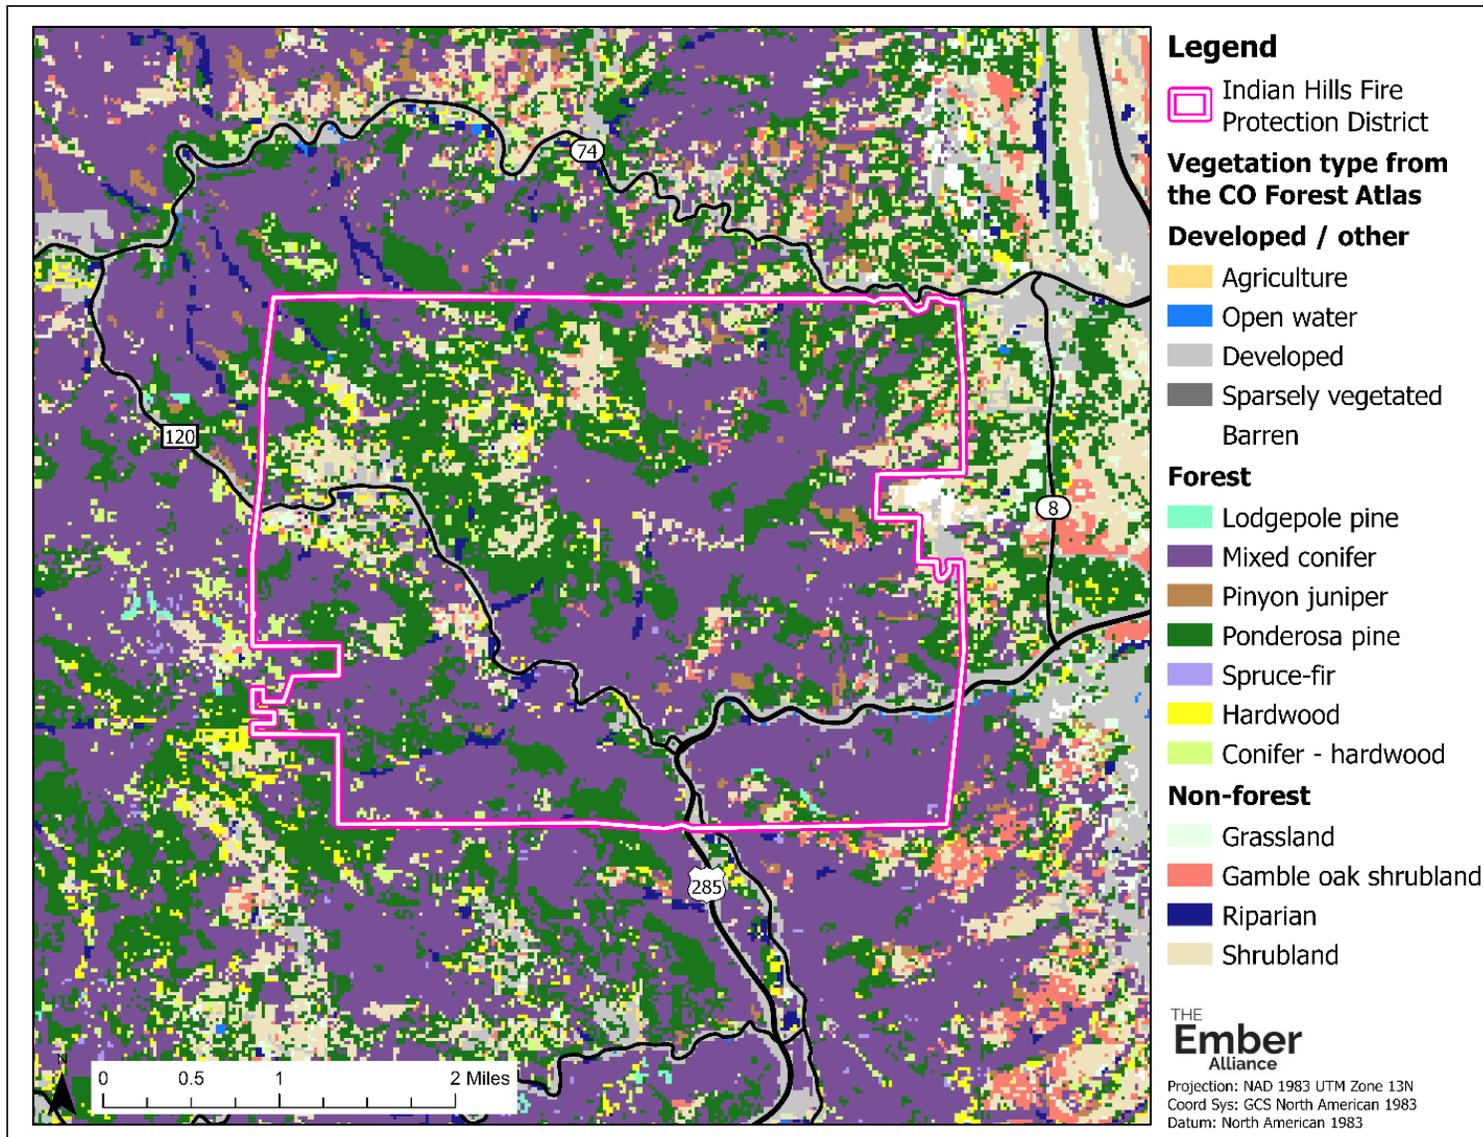 Legend
Indian Hills Fire
Protection District
Vegetation type from
the CO Forest Atlas
Developed / other
Agriculture
Open water
Developed
Sparsely vegetated
Barren
Forest
Lodgepole pine
Mixed conifer
Pinyon juniper
Ponderosa pine
Spruce-fir
Hardwood
Conifer - hardwood
Non-forest
Grassland
Gamble oak shrubland
Riparian
Shrubland
THE
Ember
Alliance
Projection: NAD 1983 UTM Zone 13N
Coord Sys: GCS North American 1983
Datum: North American 1983
74
120
8
285
N
0 0.5 1 2 Miles